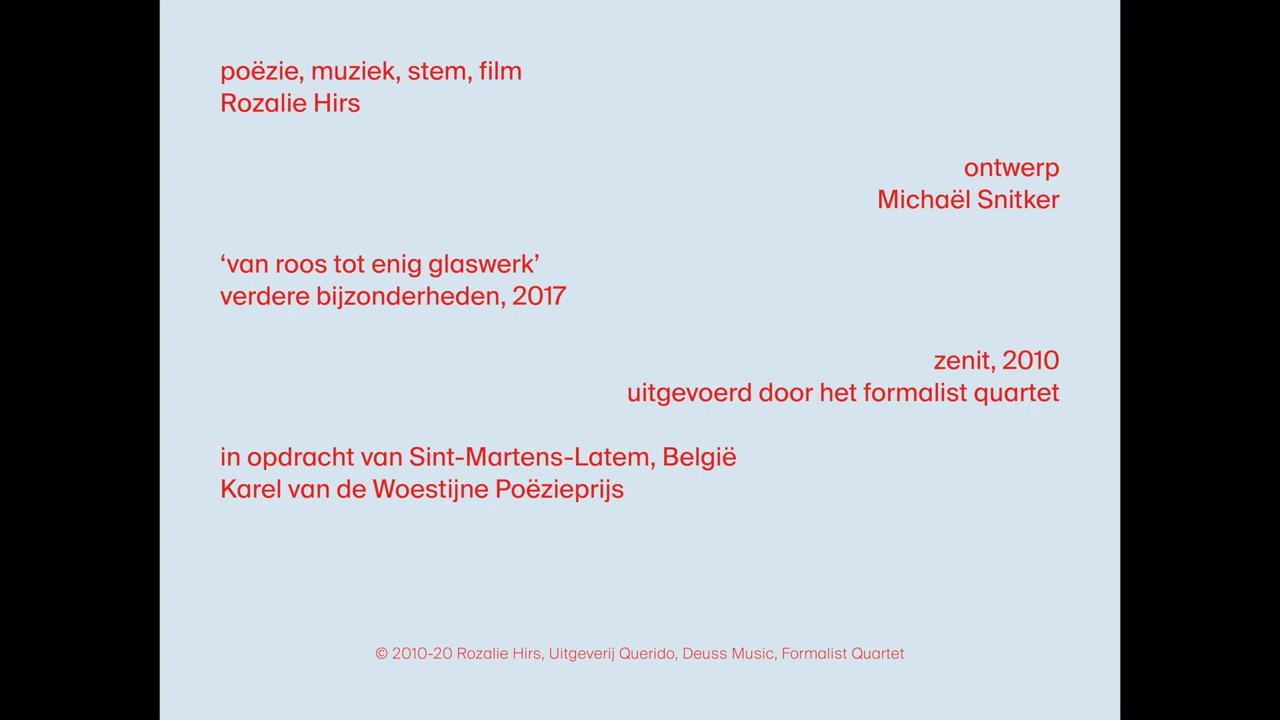 poëzie, muziek, stem, film
Rozalie Hirs
ontwerp
Michaël Snitker
‘van roos tot enig glaswerk’
verdere bijzonderheden, 2017
zenit, 2010
uitgevoerd door het formalist quartet
in opdracht van Sint-Martens-Latem, België
Karel van de Woestijne Poëzieprijs
© 2010-20 Rozalie Hirs, Uitgeverij Querido, Deuss Music, Formalist Quartet